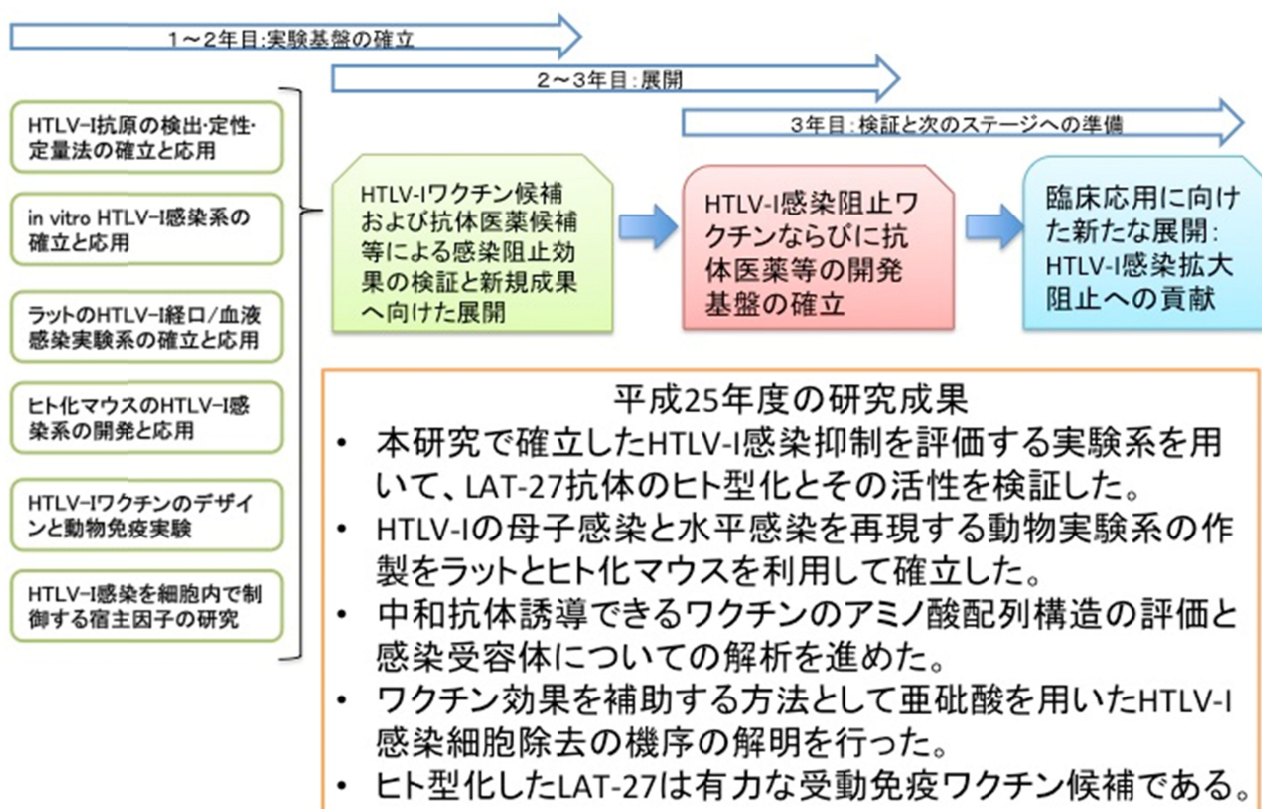 1～2年目:実験基盤の確立
2～3年目:展開
3年目:検証と次のステージへの準備
HTLV-I抗原の検出・定性・
定量法の確立と応用
in vitro HTLV-I感染系の
確立と応用
ラットのHTLV-I経口/血液
感染実験系の確立と応用
ヒト化マウスのHTLV-I感
染系の開発と応用
HTLV-Iワクチンのデザイ
ンと動物免疫実験
HTLV-I感染を細胞内で制
御する宿主因子の研究
HTLV-Iワクチン候補
および抗体医薬候補
等による感染阻止効
果の検証と新規成果
へ向けた展開
HTLV-I感染阻止ワ
クチンならびに抗
体医薬等の開発
基盤の確立
臨床応用に向け
た新たな展開:
HTLV-I感染拡大
阻止への貢献
平成25年度の研究成果
• 本研究で確立したHTLV-I感染抑制を評価する実験系を用
いて、LAT-27抗体のヒト型化とその活性を検証した。
• HTLV-Iの母子感染と水平感染を再現する動物実験系の作
製をラットとヒト化マウスを利用して確立した。
• 中和抗体誘導できるワクチンのアミノ酸配列構造の評価と
感染受容体についての解析を進めた。
• ワクチン効果を補助する方法として亜砒酸を用いたHTLV-I
感染細胞除去の機序の解明を行った。
• ヒト型化したLAT-27は有力な受動免疫ワクチン候補である。